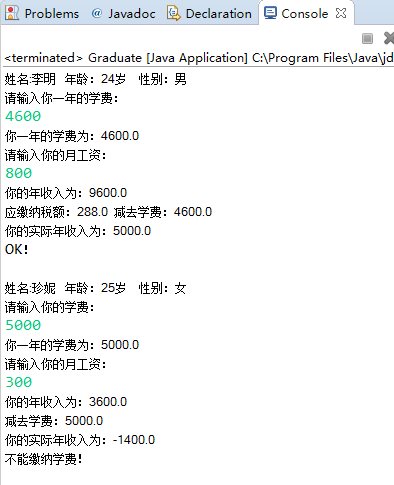 Problems @ Javadoc Declaration Console
<terminated> Graduate [Java Application] C:\Program Files\Java\jd
姓名:李明 年龄：24岁 性别：男
请输入你一年的学费：
4600
你一年的学费为：4600.0
请输入你的月工资：
800
你的年收入为：9600.0
应缴纳税额：288.0 减去学费：4600.0
你的实际年收入为：5000.0
OK!
姓名:珍妮 年龄：25岁 性别：女
请输入你的学费：
5000
你一年的学费为：5000.0
请输入你的月工资：
300
你的年收入为：3600.0
减去学费：5000.0
你的实际年收入为：-1400.0
不能缴纳学费！